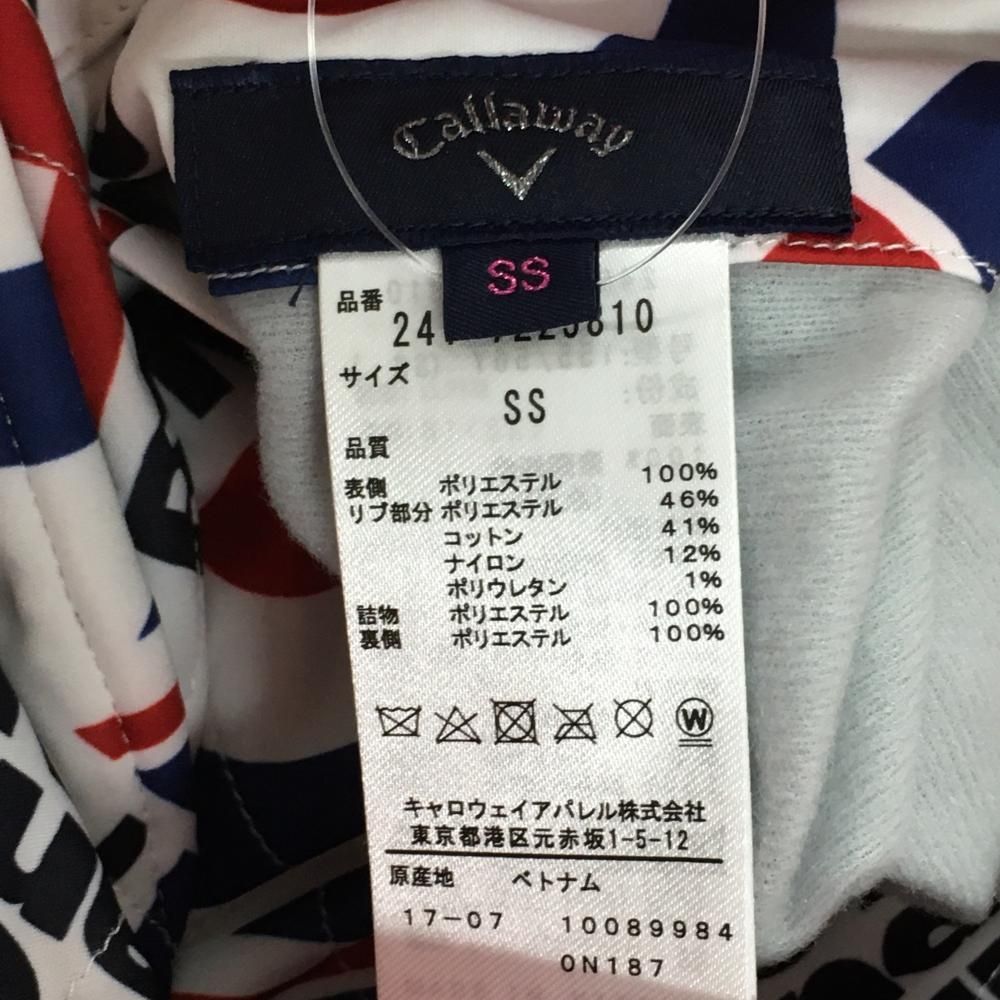 Callaway
SS
品番
サイズ
SS
品質
表側 ポリエステル 100%
リブ部分 ポリエステル 46%
コットン 41%
ナイロン 12%
ポリウレタン 1%
詰物 ポリエステル 100%
裏側 ポリエステル 100%
W
キャロウェイアパレル株式会社
東京都港区元赤坂1-5-12
原産地 ベトナム
17-07 10089984
0N187